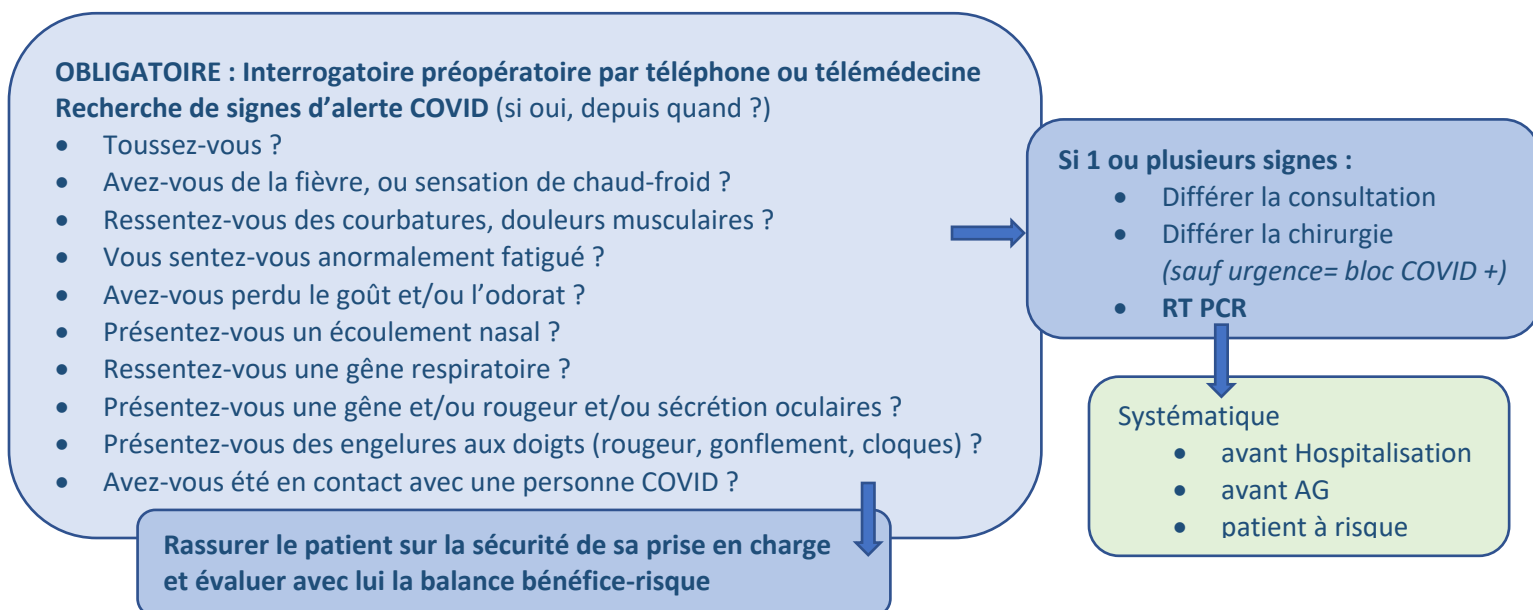 OBLIGATOIRE : Interrogatoire préopératoire par téléphone ou télémédecine
Recherche de signes d'alerte COVID (si oui, depuis quand ?)
• Toussez-vous ?
• Avez-vous de la fièvre, ou sensation de chaud-froid ?
• Ressentez-vous des courbatures, douleurs musculaires ?
• Vous sentez-vous anormalement fatigué ?
• Avez-vous perdu le goût et/ou l'odorat ?
• Présentez-vous un écoulement nasal ?
• Ressentez-vous une gêne respiratoire ?
• Présentez-vous une gêne et/ou rougeur et/ou sécrétion oculaires ?
• Présentez-vous des engelures aux doigts (rougeur, gonflement, cloques) ?
• Avez-vous été en contact avec une personne COVID ?
Rassurer le patient sur la sécurité de sa prise en charge
et évaluer avec lui la balance bénéfice-risque
Si 1 ou plusieurs signes :
• Différer la consultation
• Différer la chirurgie
(sauf urgence= bloc COVID +)
• RT PCR
Systématique
• avant Hospitalisation
• avant AG
• patient à risque